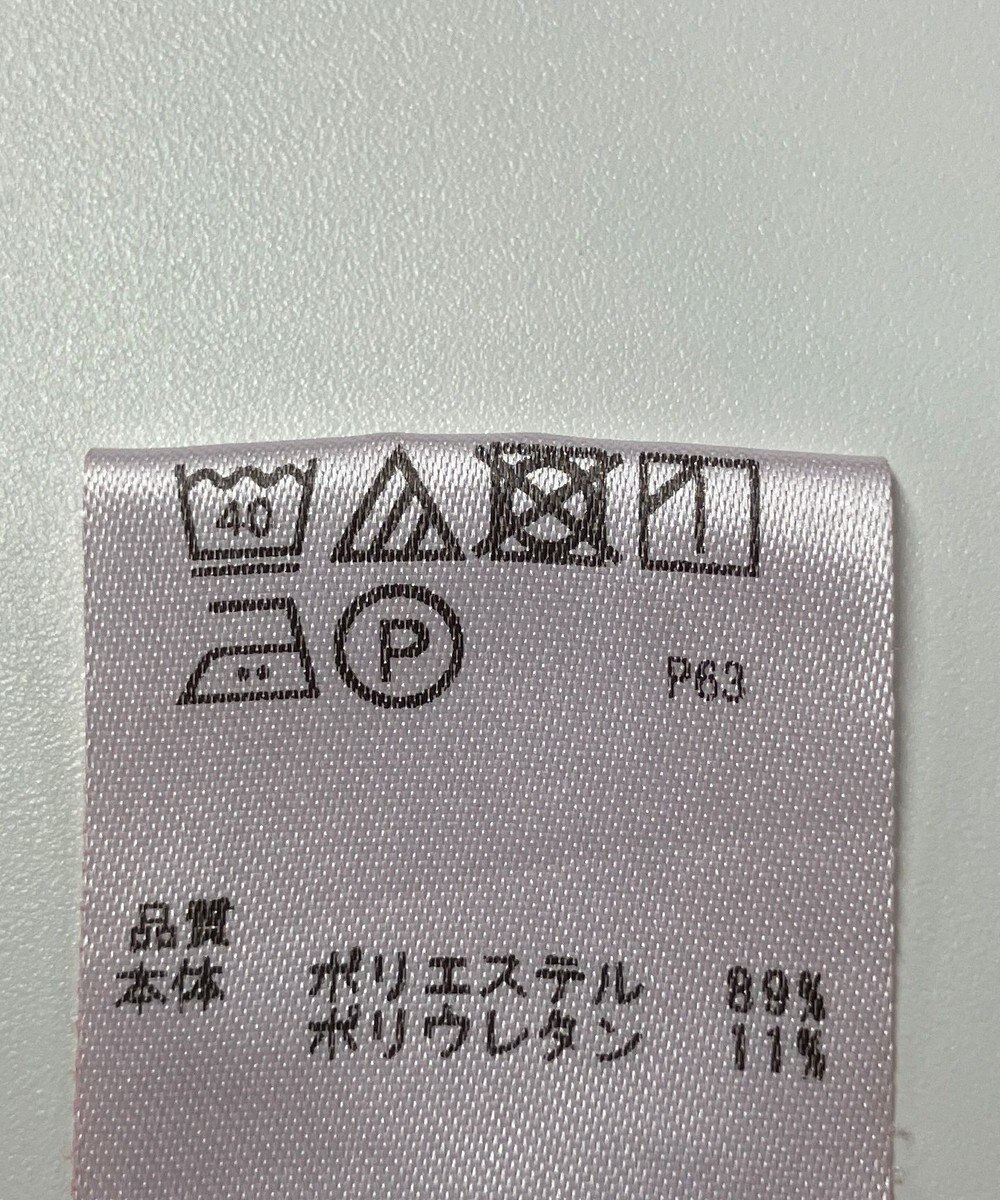 40
P
P63
品質
本体 ポリエステル 89%
ポリウレタン 11%